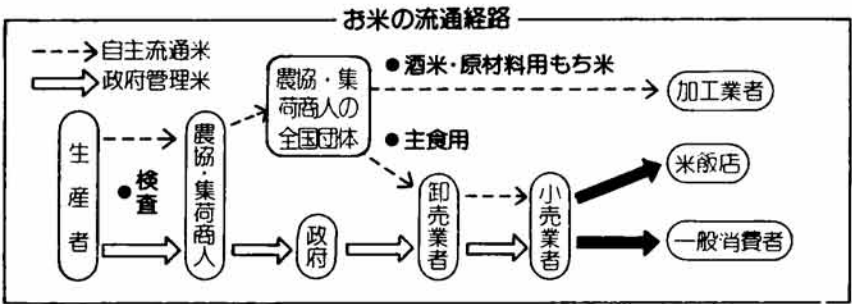 お米の流通経路
自主流通米
政府管理米
生産者
●検査
農協・集荷商人
農協・集
荷商人の
全国団体
●酒米・原材料用もち米
●主食用
加工業者
政府
卸売業者
小売業者
米飯店
一般消費者